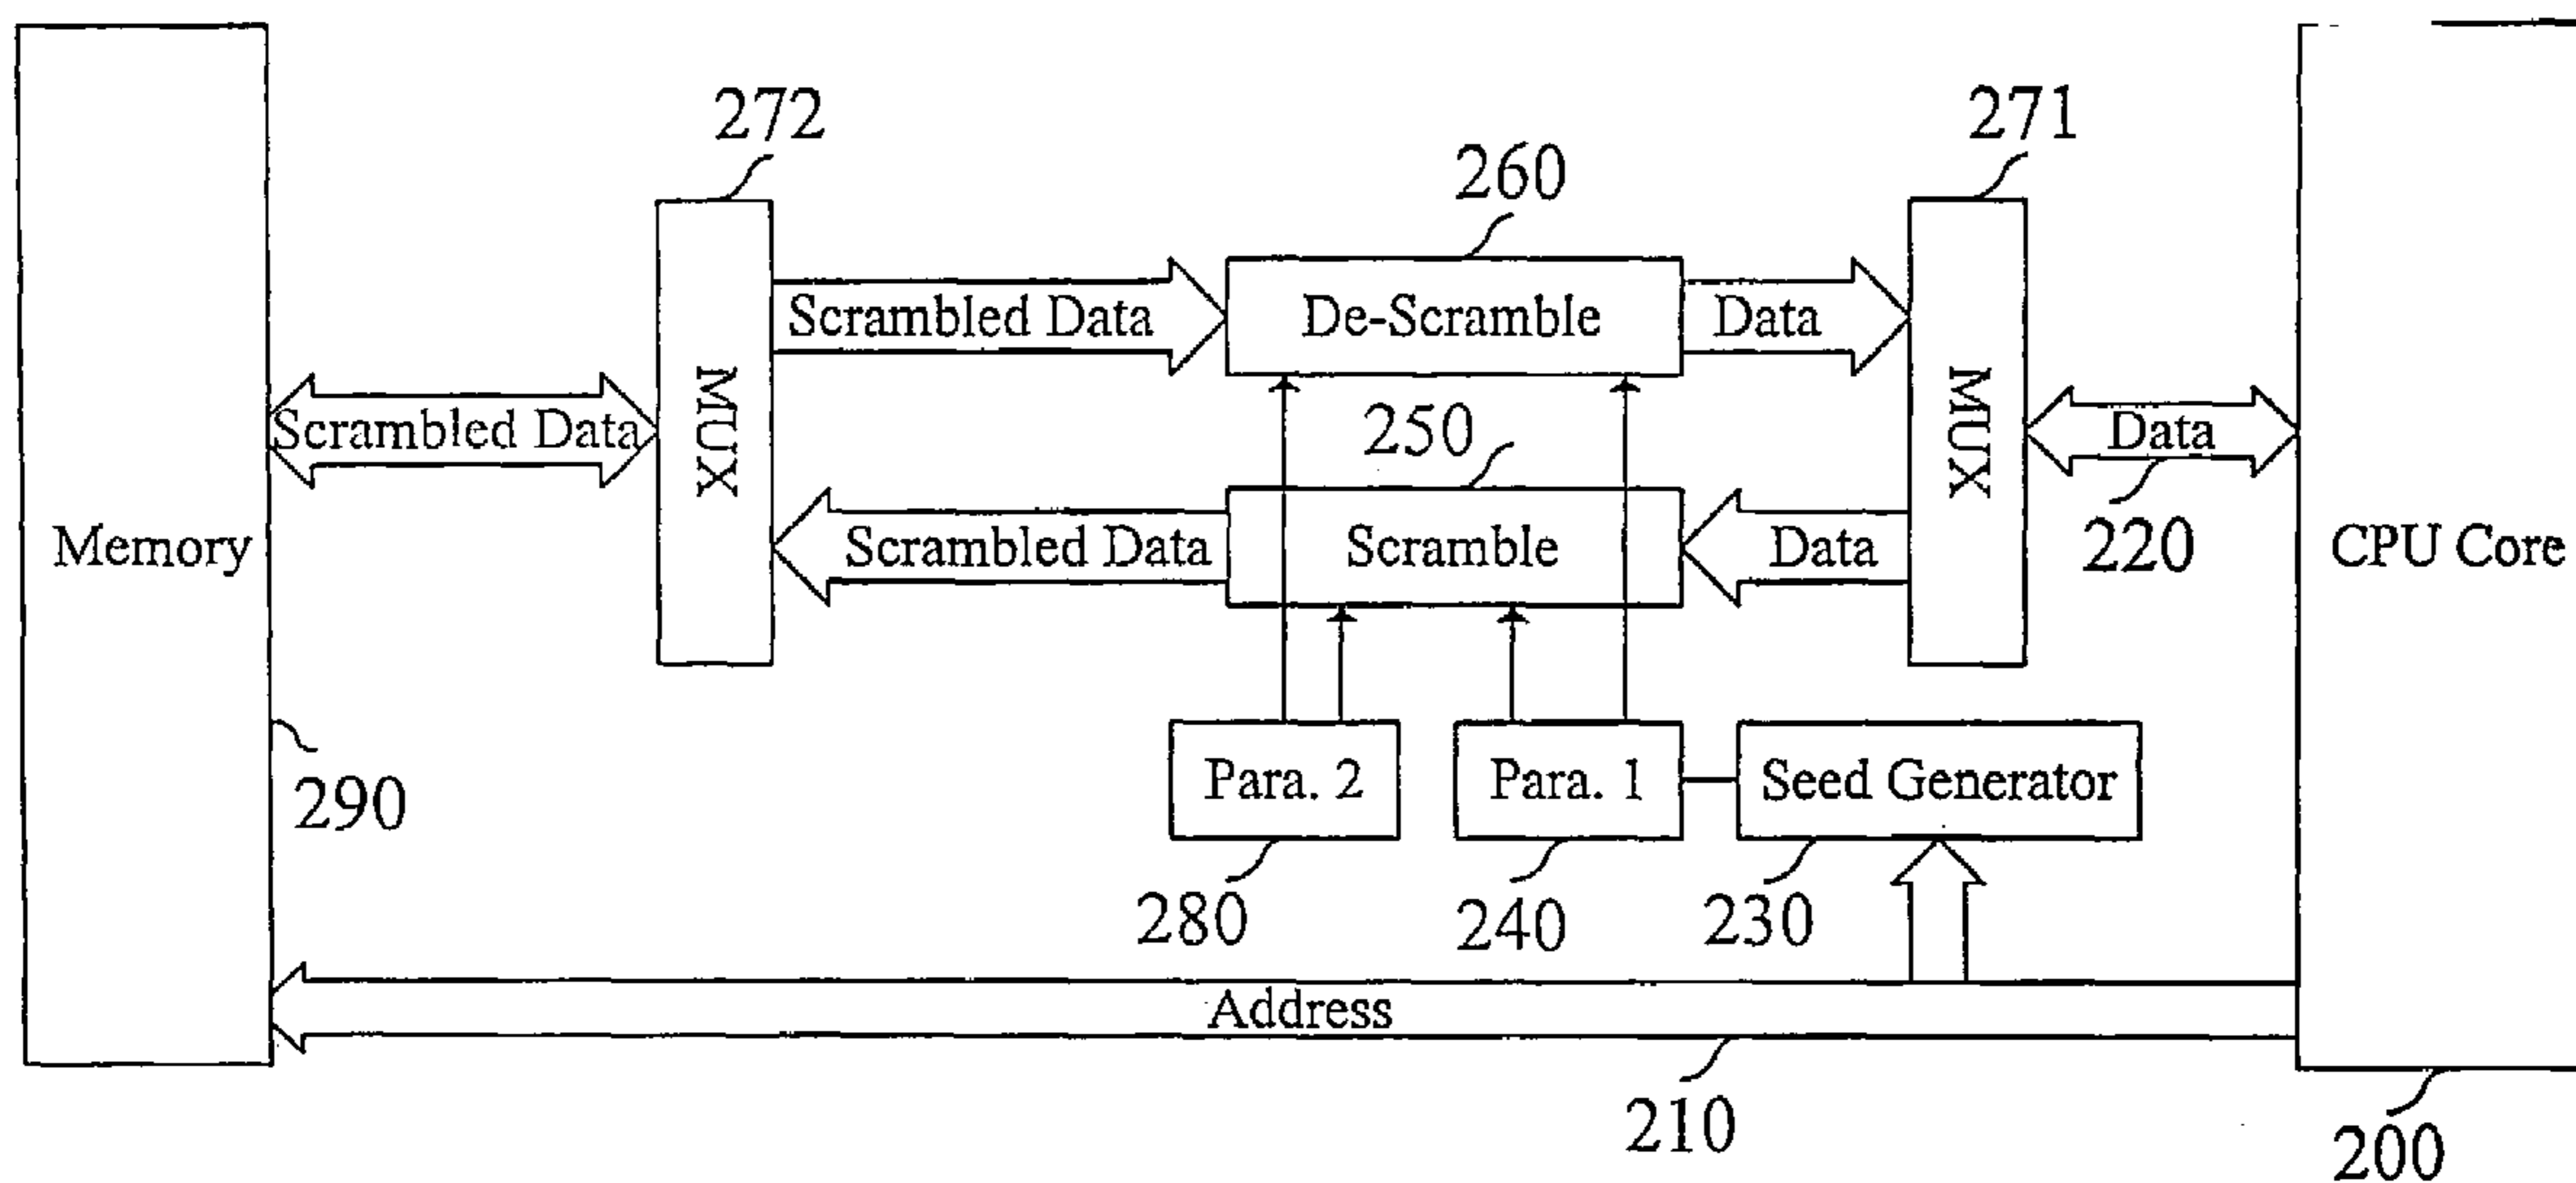 272
271
260
Scrambled Data
De-Scramble
Data
MUX
MUX
Scrambled Data
250
Data
220
Memory
Scrambled Data
Scramble
Data
CPU Core
290
Para. 2
Para. 1
Seed Generator
280
240
230
Address
210
200